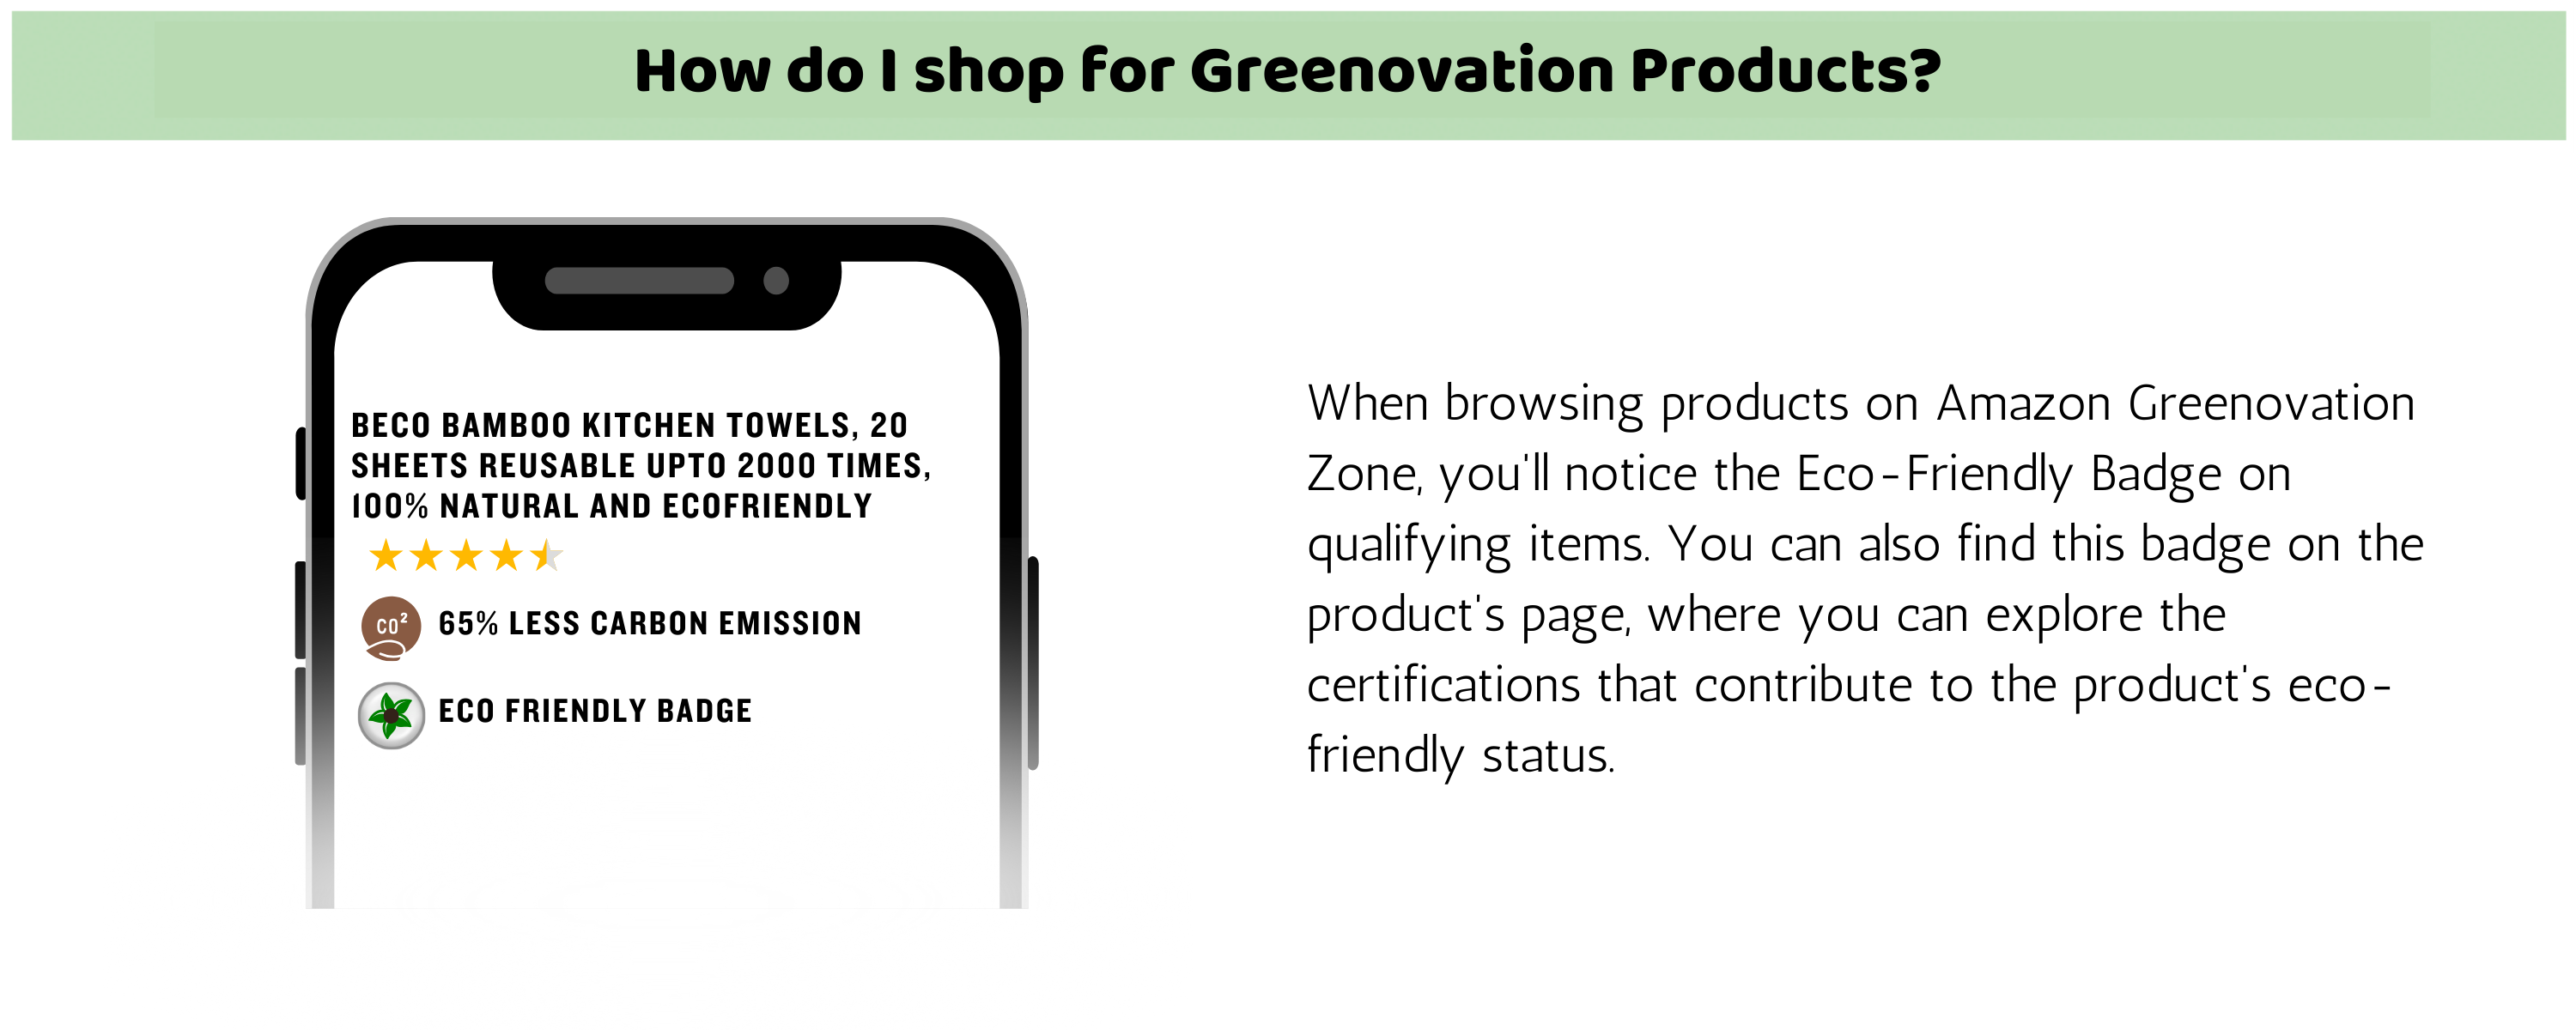 How do I shop for Greenovation Products?
BECO BAMBOO KITCHEN TOWELS, 20
SHEETS REUSABLE UPTO 2000 TIMES,
100% NATURAL AND ECOFRIENDLY
CO²
65% LESS CARBON EMISSION
ECO FRIENDLY BADGE
When browsing products on Amazon Greenovation
Zone, you'll notice the Eco-Friendly Badge on
qualifying items. You can also find this badge on the
product's page, where you can explore the
certifications that contribute to the product's eco-
friendly status.